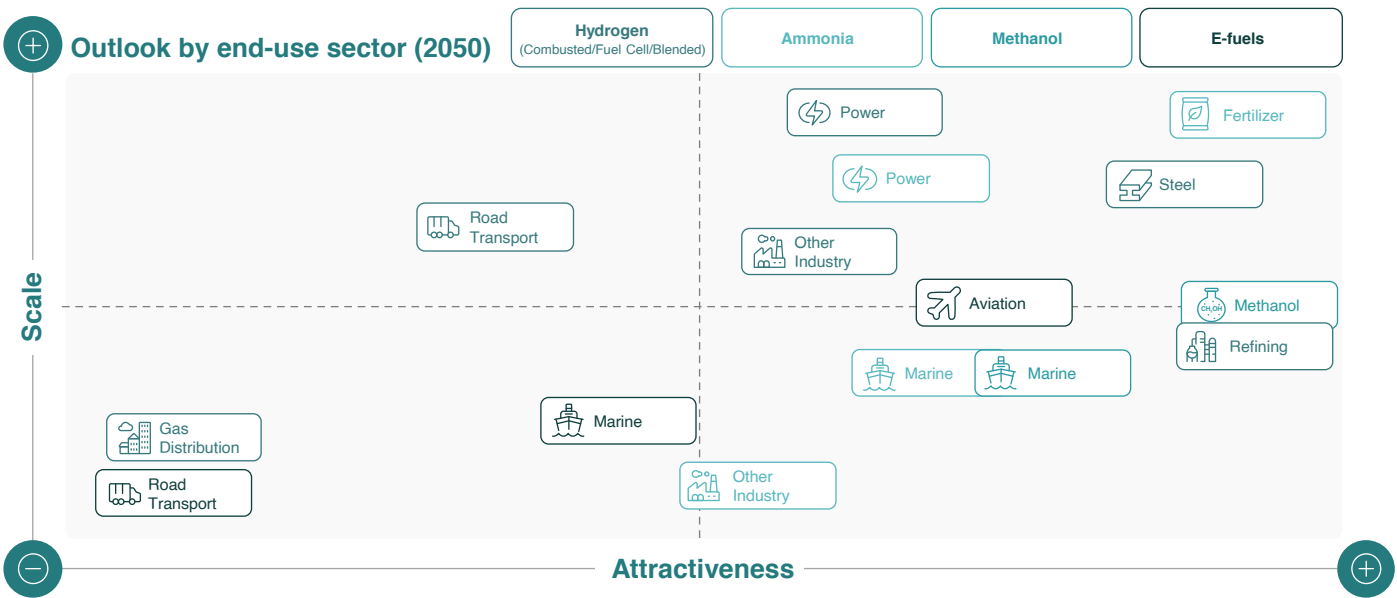 Outlook by end-use sector (2050)
Hydrogen
(Combusted/Fuel Cell/Blended)
Ammonia
Methanol
E-fuels
Power
Fertilizer
Power
Steel
Road
Transport
Other
Industry
Aviation
CH₃OH
Methanol
Refining
Marine
Marine
Marine
Gas
Distribution
Other
Industry
Road
Transport
Scale
Attractiveness